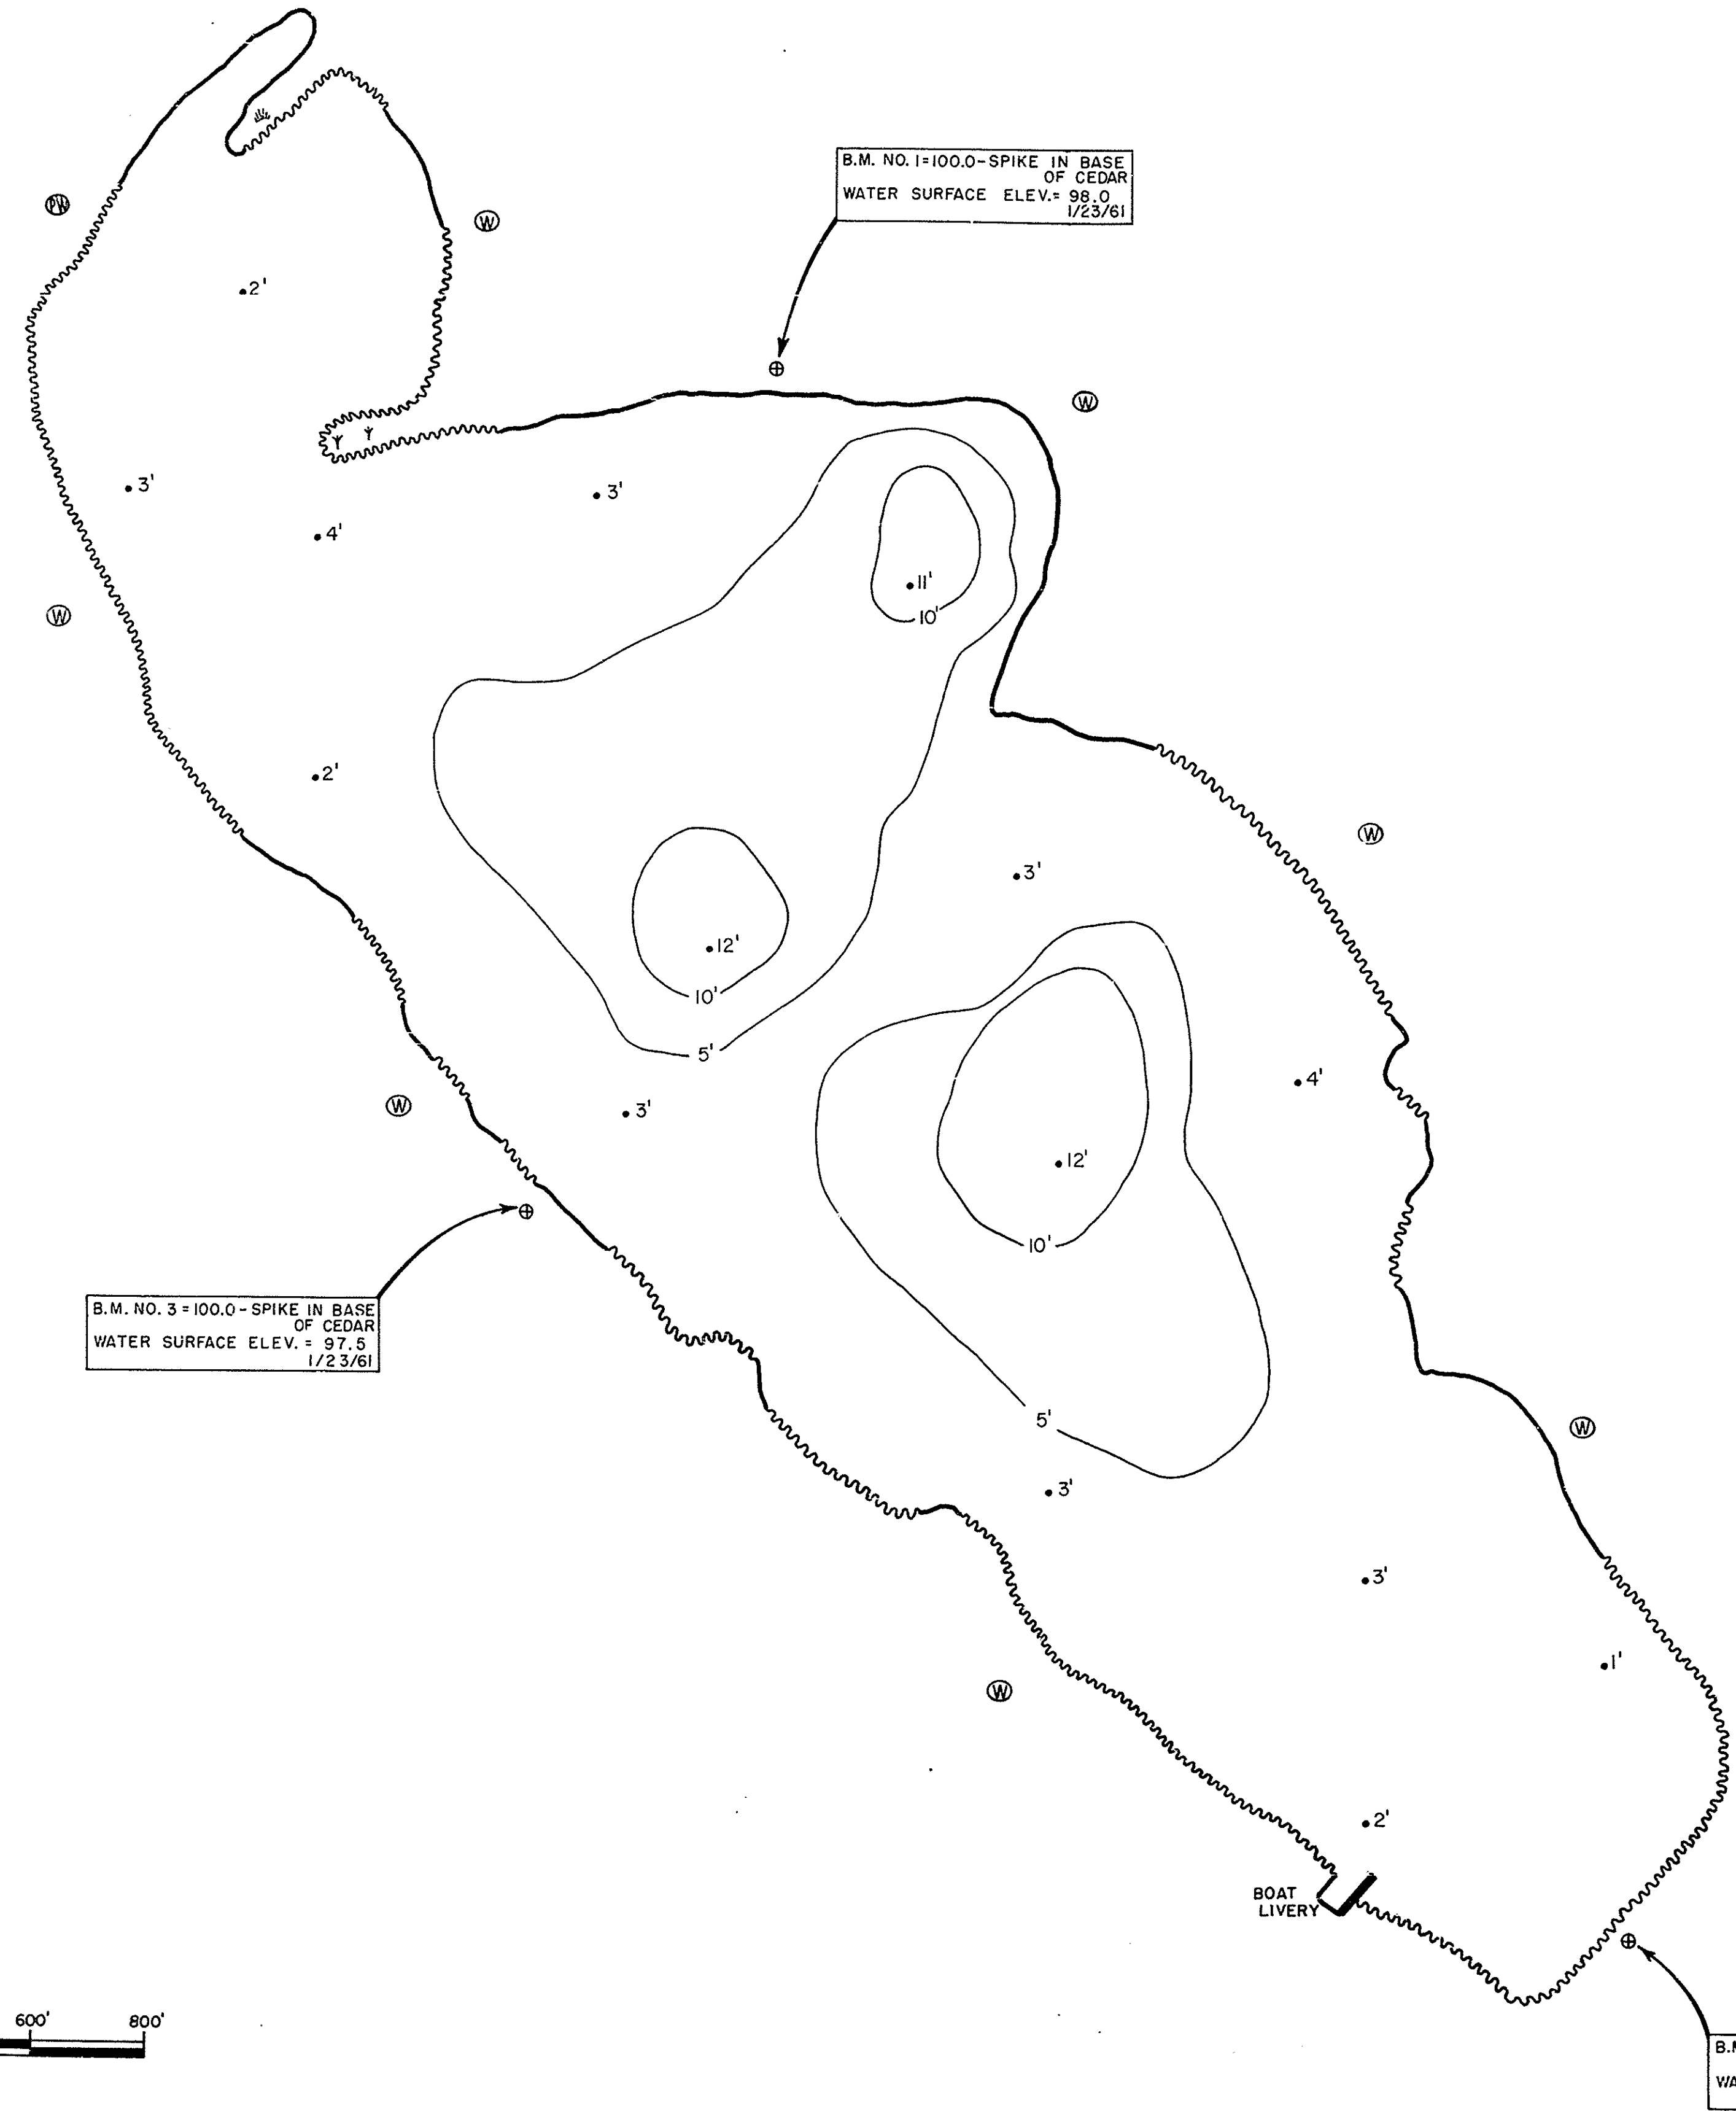 B.M. NO. 1=100.0-SPIKE IN BASE
OF CEDAR
WATER SURFACE ELEV.= 98.0
1/23/61
PW
W
2'
W
3'
3'
4'
11'
10'
W
2'
W
3'
12'
10'
5'
4'
W
3'
12'
10'
B.M. NO. 3=100.0-SPIKE IN BASE
OF CEDAR
WATER SURFACE ELEV. = 97.5
1/23/61
5'
W
3'
3'
1'
W
2'
BOAT
LIVERY
600' 800'